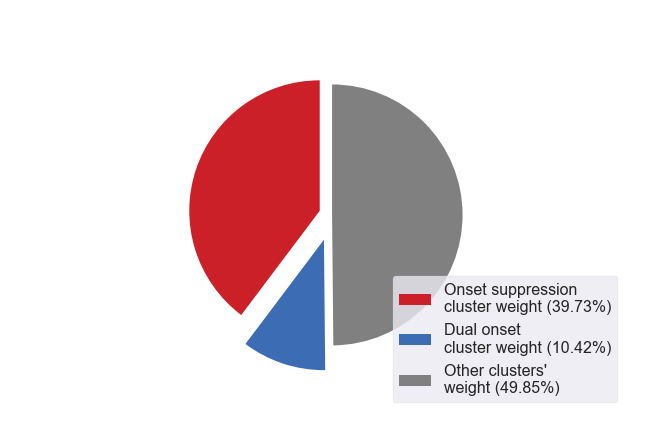 Onset suppression
cluster weight (39.73%)
Dual onset
cluster weight (10.42%)
Other clusters'
weight (49.85%)